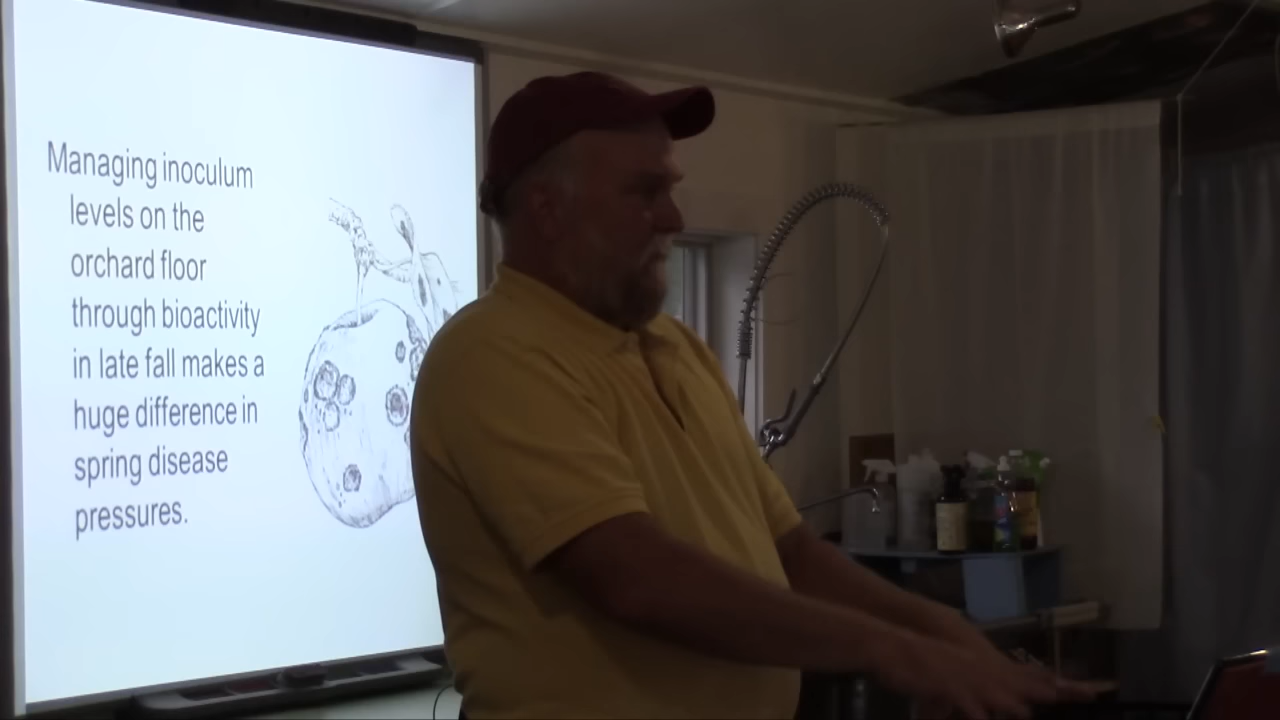 Managing inoculum
levels on the
orchard floor
through bioactivity
in late fall makes a
huge difference in
spring disease
pressures.